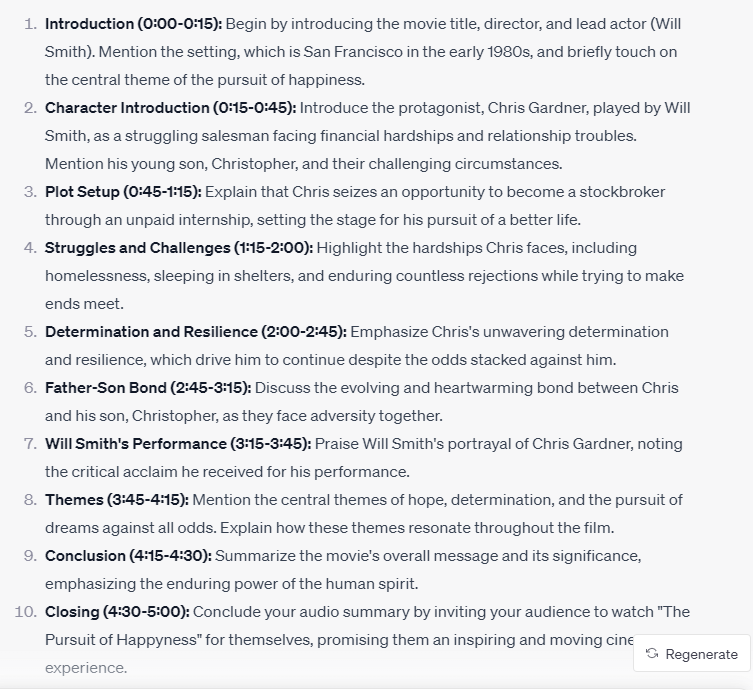 1. Introduction (0:00-0:15): Begin by introducing the movie title, director, and lead actor (Will
Smith). Mention the setting, which is San Francisco in the early 1980s, and briefly touch on
the central theme of the pursuit of happiness.
2. Character Introduction (0:15-0:45): Introduce the protagonist, Chris Gardner, played by Will
Smith, as a struggling salesman facing financial hardships and relationship troubles.
Mention his young son, Christopher, and their challenging circumstances.
3. Plot Setup (0:45-1:15): Explain that Chris seizes an opportunity to become a stockbroker
through an unpaid internship, setting the stage for his pursuit of a better life.
4. Struggles and Challenges (1:15-2:00): Highlight the hardships Chris faces, including
homelessness, sleeping in shelters, and enduring countless rejections while trying to make
ends meet.
5. Determination and Resilience (2:00-2:45): Emphasize Chris's unwavering determination
and resilience, which drive him to continue despite the odds stacked against him.
6. Father-Son Bond (2:45-3:15): Discuss the evolving and heartwarming bond between Chris
and his son, Christopher, as they face adversity together.
7. Will Smith's Performance (3:15-3:45): Praise Will Smith's portrayal of Chris Gardner, noting
the critical acclaim he received for his performance.
8. Themes (3:45-4:15): Mention the central themes of hope, determination, and the pursuit of
dreams against all odds. Explain how these themes resonate throughout the film.
9. Conclusion (4:15-4:30): Summarize the movie's overall message and its significance,
emphasizing the enduring power of the human spirit.
10. Closing (4:30-5:00): Conclude your audio summary by inviting your audience to watch "The
Pursuit of Happyness" for themselves, promising them an inspiring and moving
experience.
Regenerate